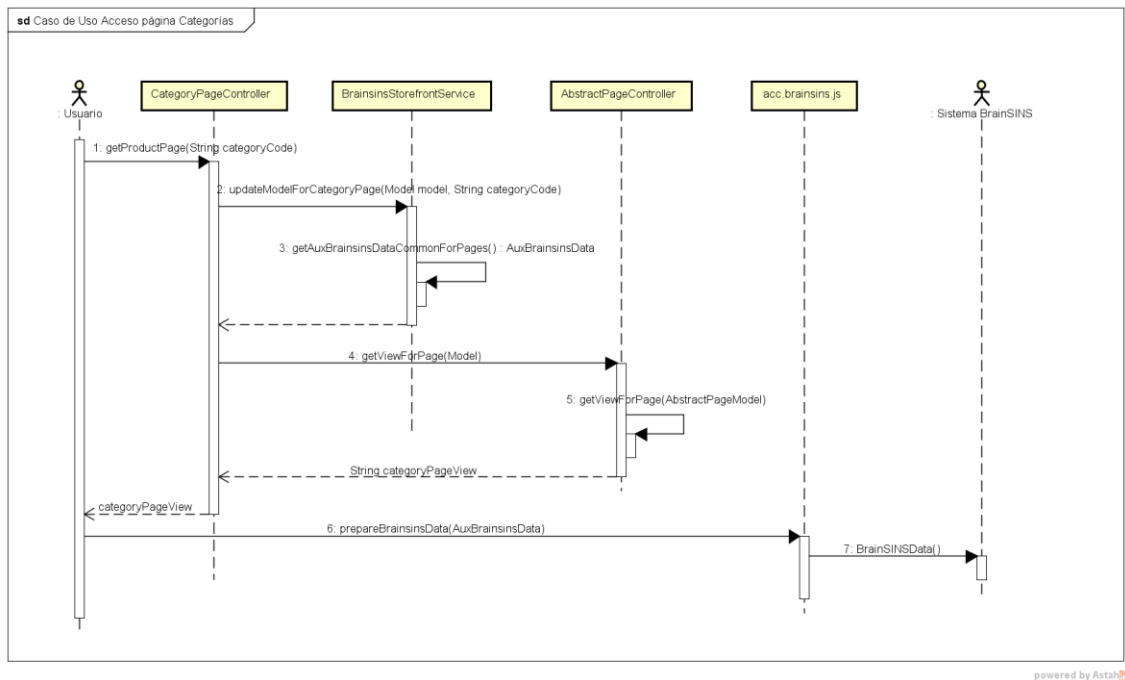 sd Caso de Uso Acceso página Categorías
CategoryPageController
BrainsinsStorefrontService
AbstractPageController
acc.brainsins.js
: Usuario
: Sistema BrainSINS
1: getProductPage(String categoryCode)
2: updateModelForCategoryPage(Model model, String categoryCode)
3: getAuxBrainsinsDataCommonForPages() : AuxBrainsinsData
4: getViewForPage(Model)
5: getViewForPage(AbstractPageModel)
String categoryPageView
categoryPageView
6: prepareBrainsinsData(AuxBrainsinsData)
7: BrainSINSData()
powered by Astah